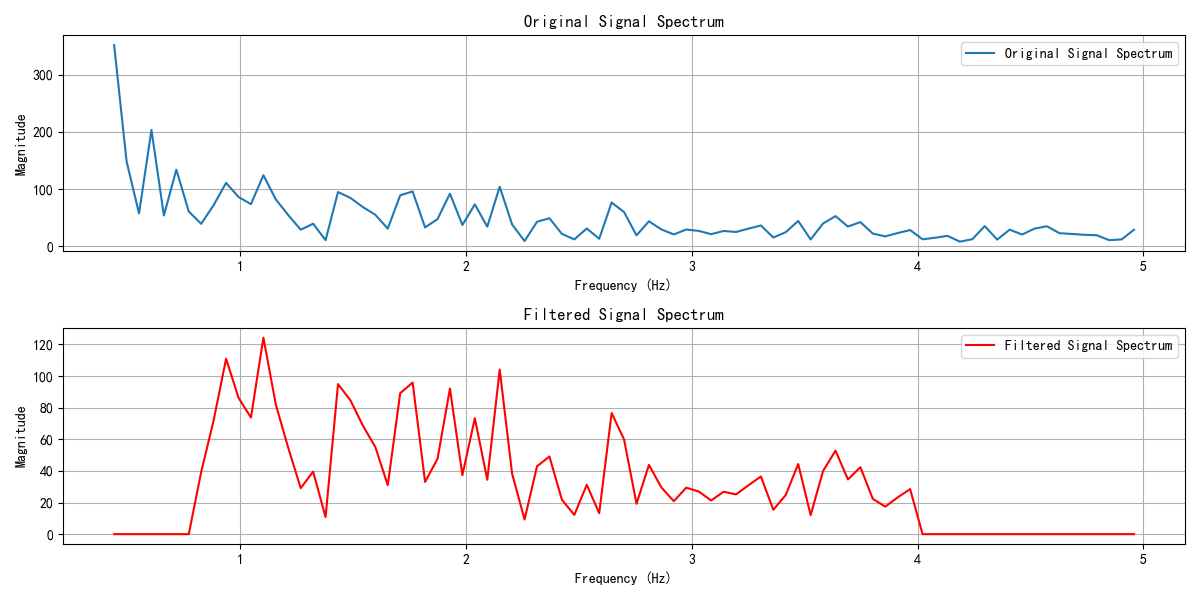 Original Signal Spectrum
Original Signal Spectrum
Magnitude
300
200
100
0
1 2 3 4 5
Frequency (Hz)
Filtered Signal Spectrum
Filtered Signal Spectrum
Magnitude
120
100
80
60
40
20
0
1 2 3 4 5
Frequency (Hz)